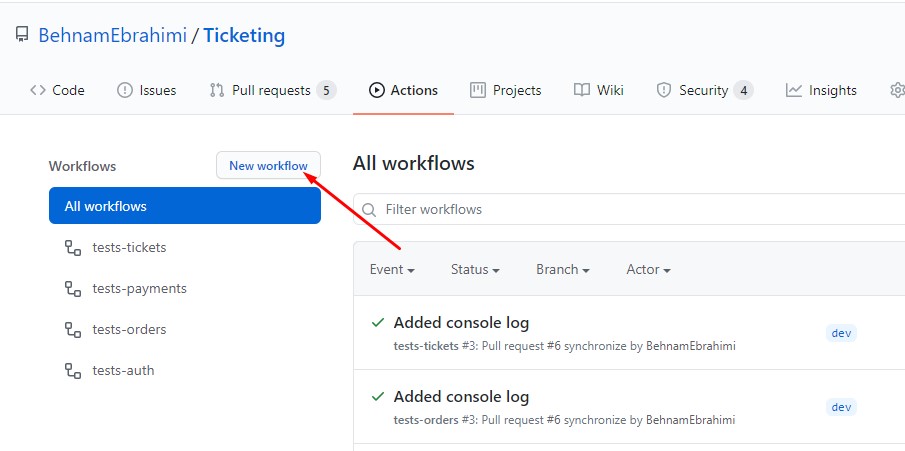 BehnamEbrahimi / Ticketing
Code Issues Pull requests 5 Actions Projects Wiki Security 4 Insights
Workflows New workflow
All workflows
tests-tickets
tests-payments
tests-orders
tests-auth
All workflows
Filter workflows
Event Status Branch Actor
Added console log
tests-tickets #3: Pull request #6 synchronize by BehnamEbrahimi
dev
Added console log
tests-orders #3: Pull request #6 synchronize by BehnamEbrahimi
dev